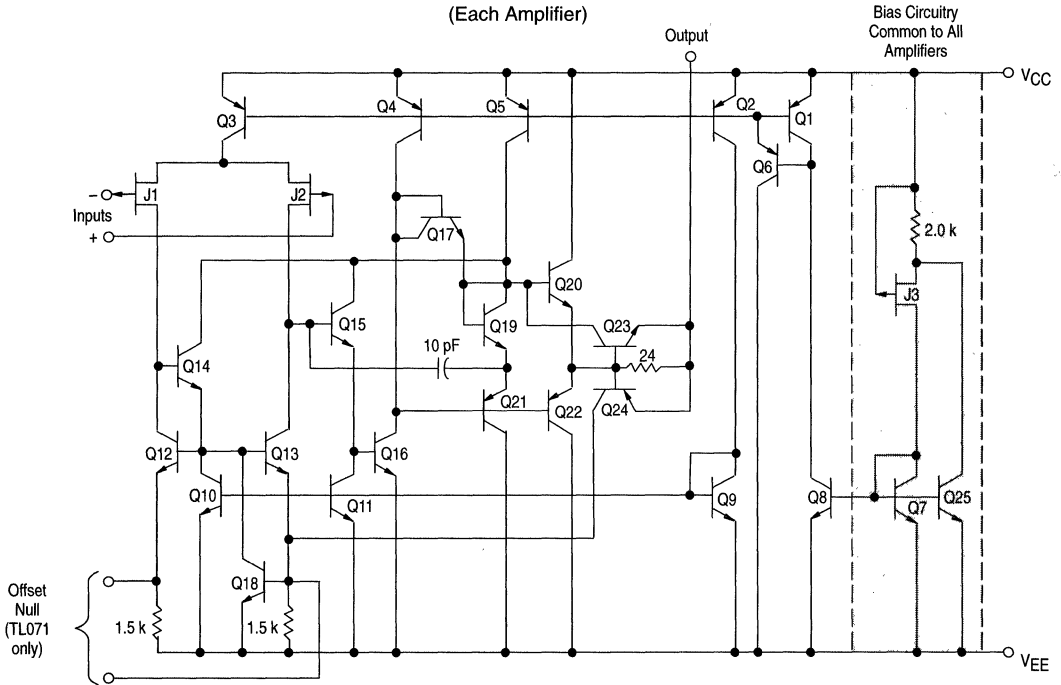 (Each Amplifier)
Bias Circuitry
Common to All
Amplifiers
Output
VCC
Q3
Q4
Q5
Q2
Q1
Q6
–
J1
J2
Inputs
+
Q17
2.0 k
J3
Q20
Q15
Q19
Q23
10 pF
24
Q14
Q21
Q22
Q24
Q12
Q13
Q16
Q10
Q11
Q9
Q8
Q7
Q25
Q18
Offset
Null
(TL071
only)
1.5 k
1.5 k
VEE